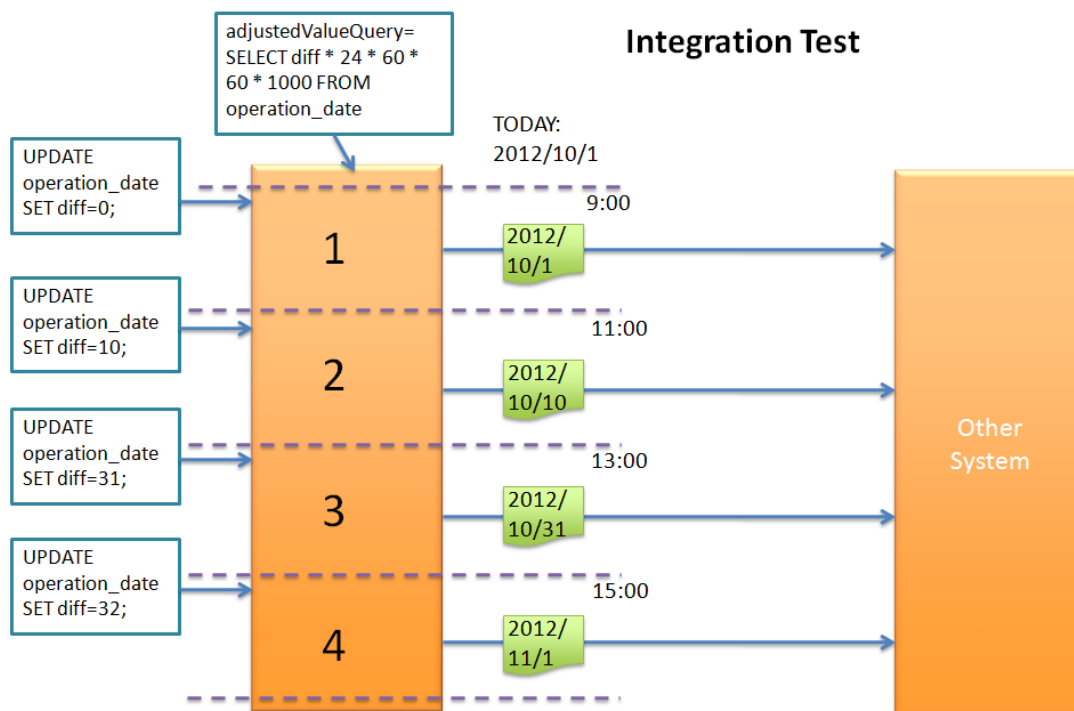 adjustedValueQuery=
SELECT diff * 24 * 60 *
60 * 1000 FROM
operation_date
Integration Test
TODAY:
2012/10/1
UPDATE
operation_date
SET diff=0;
9:00
1
2012/
10/1
UPDATE
operation_date
SET diff=10;
11:00
2
2012/
10/10
UPDATE
operation_date
SET diff=31;
13:00
3
2012/
10/31
Other
System
UPDATE
operation_date
SET diff=32;
15:00
4
2012/
11/1